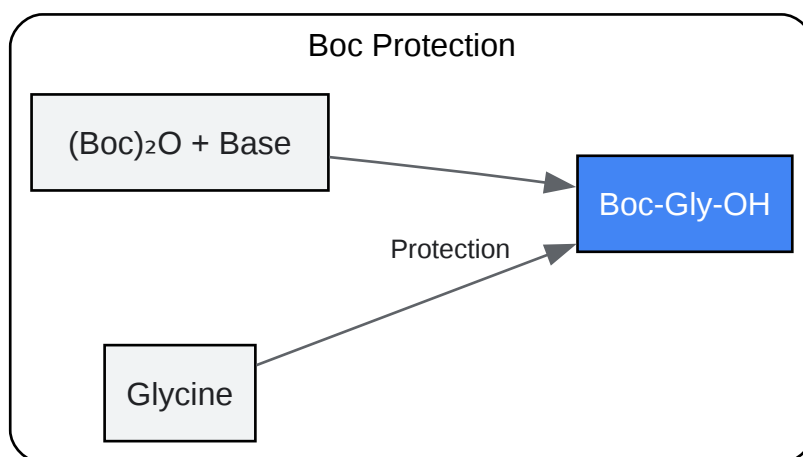 Boc Protection
(Boc)₂O + Base
Boc-Gly-OH
Protection
Glycine